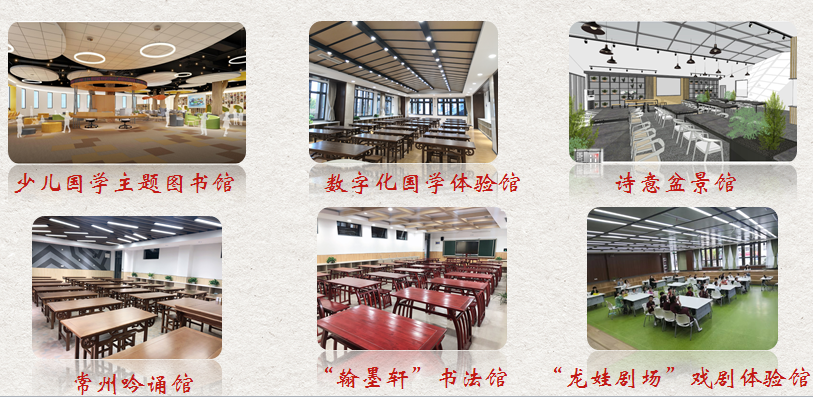 少儿国学主题图书馆
数字化国学体验馆
诗意盆景馆
常州吟诵馆
“翰墨轩”书法馆
“龙娃剧场”戏剧体验馆